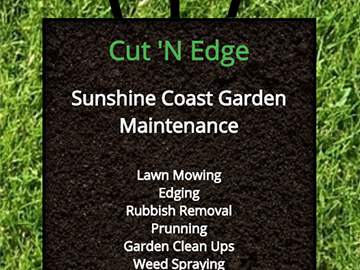 Cut 'N Edge
Sunshine Coast Garden
Maintenance
Lawn Mowing
Edging
Rubbish Removal
Prunning
Garden Clean Ups
Weed Spraying